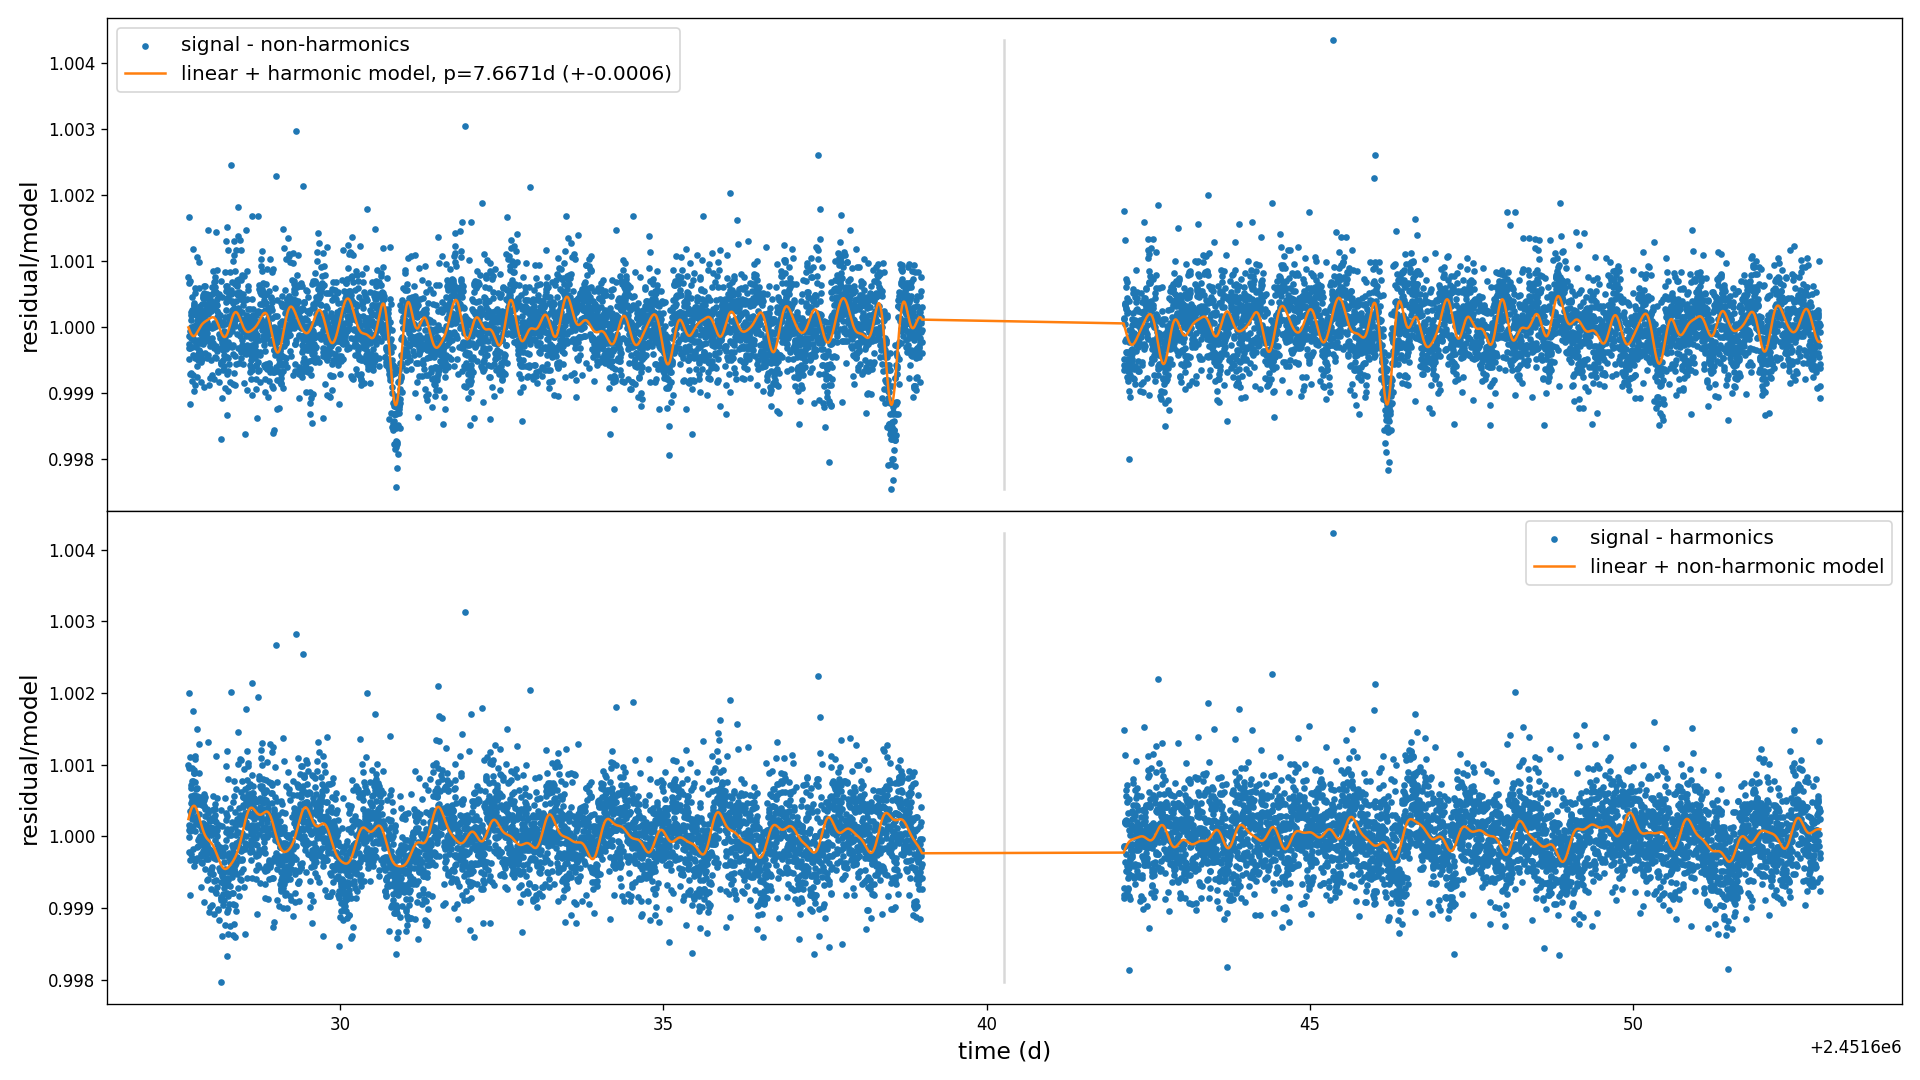 signal - non-harmonics
linear + harmonic model, p=7.6671d (+-0.0006)
1.004
1.003
1.002
1.001
1.000
0.999
0.998
residual/model
signal - harmonics
linear + non-harmonic model
1.004
1.003
1.002
1.001
1.000
0.999
0.998
residual/model
30
35
40
45
50
time (d)
+2.4516e6